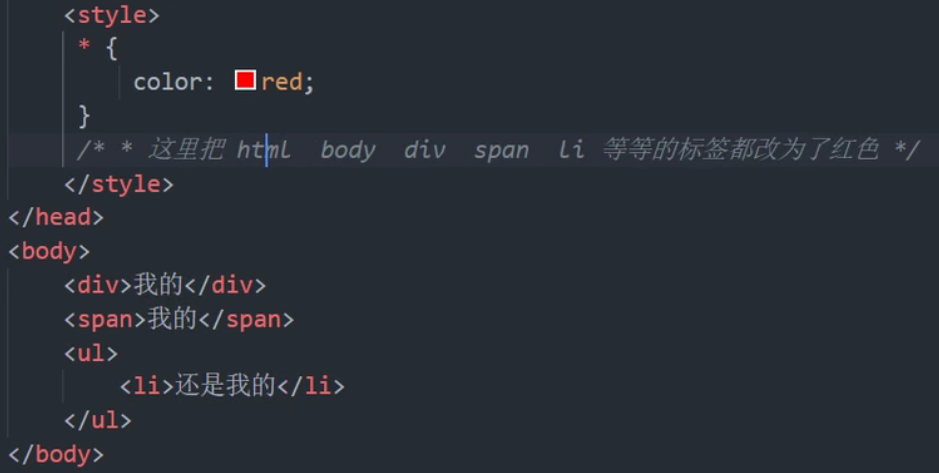 <style>
* {
color: red;
}
/* * 这里把 html body div span li 等等的标签都改为了红色 */
</style>
</head>
<body>
<div>我的</div>
<span>我的</span>
<ul>
<li>还是我的</li>
</ul>
</body>